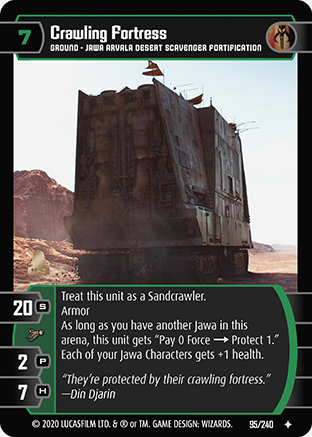 7 Crawling Fortress
GROUND - JAWA ARVALA DESERT SCAVENGER FORTIFICATION
Treat this unit as a Sandcrawler.
20 S
Armor
As long as you have another Jawa in this
arena, this unit gets “Pay 0 Force → Protect 1.”
2 P
Each of your Jawa Characters gets +1 health.
7 H
“They’re protected by their crawling fortress.”
—Din Djarin
© 2020 LUCASFILM LTD. & ® OR TM. GAME DESIGN: WIZARDS. 95/240